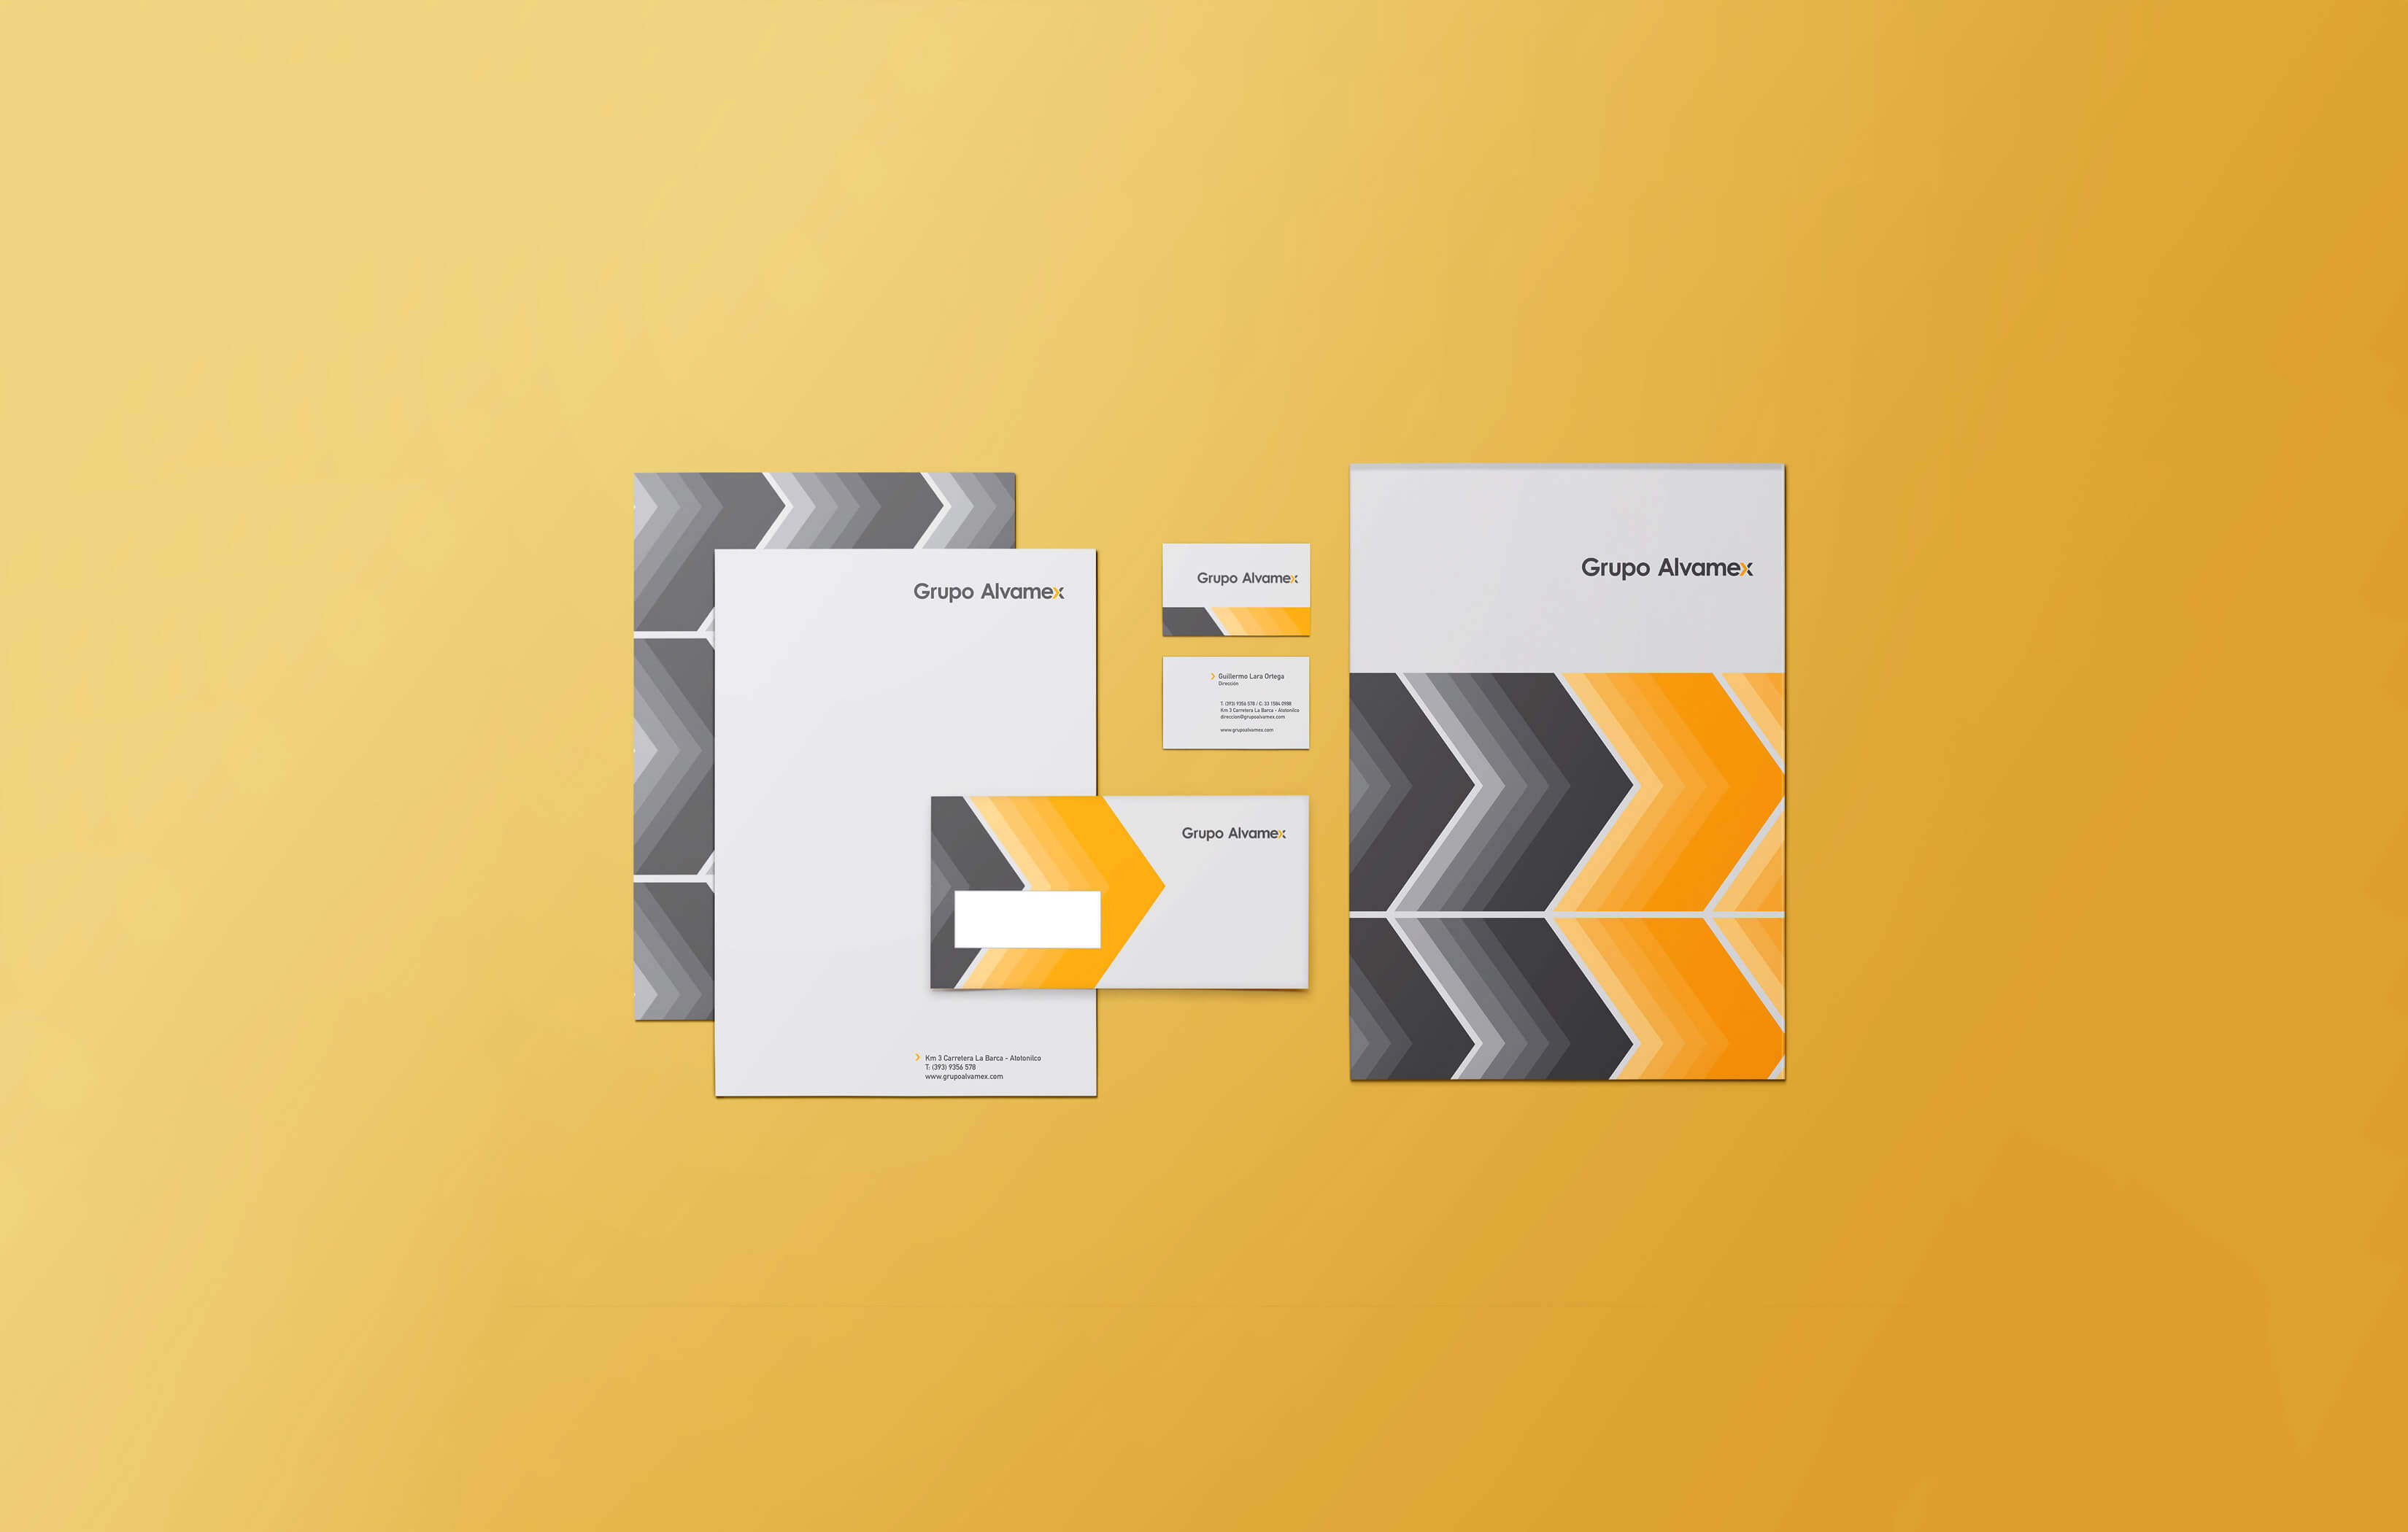 Grupo Alvamex
Km 3 Carretera La Barca - Atotonilco
T: (393) 9356 578
www.grupoalvamex.com
Grupo Alvamex
Guillermo Lara Ortega
Dirección
T: (393) 9356 578 / C: 33 1584 0988
Km 3 Carretera La Barca - Atotonilco
direccion@grupoalvamex.com
www.grupoalvamex.com
Grupo Alvamex
Grupo Alvamex